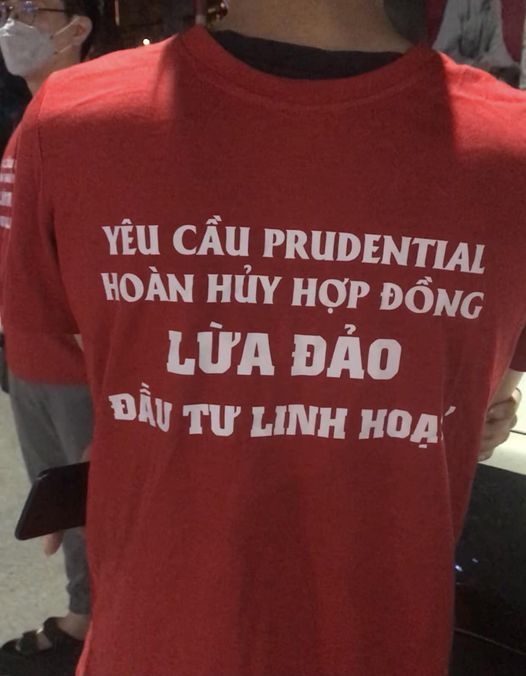 YÊU CẦU PRUDENTIAL
HOÀN HỦY HỢP ĐỒNG
LỪA ĐẢO
ĐẦU TƯ LINH HOẠT